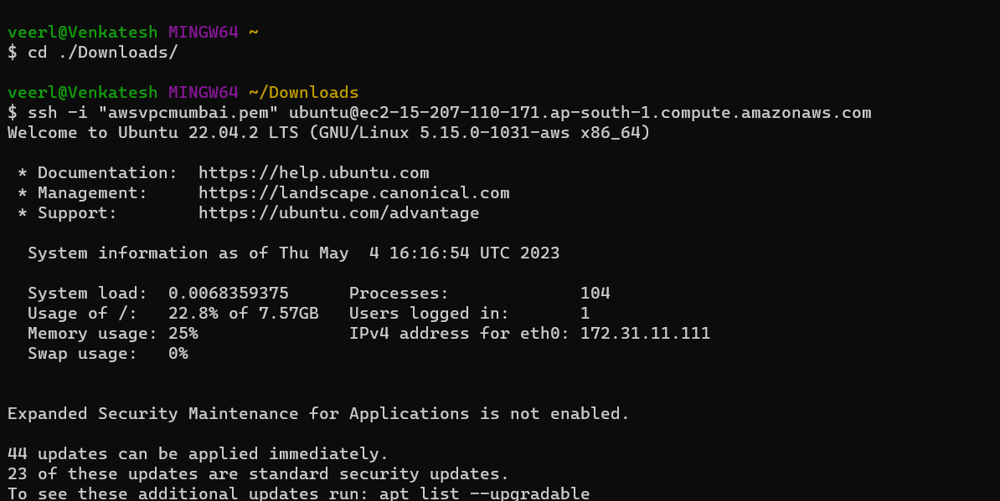 veerl@Venkatesh MINGW64 ~
$ cd ./Downloads/
veerl@Venkatesh MINGW64 ~/Downloads
$ ssh -i "awsvpcmumbai.pem" ubuntu@ec2-15-207-110-171.ap-south-1.compute.amazonaws.com
Welcome to Ubuntu 22.04.2 LTS (GNU/Linux 5.15.0-1031-aws x86_64)
* Documentation:  https://help.ubuntu.com
* Management:     https://landscape.canonical.com
* Support:        https://ubuntu.com/advantage
System information as of Thu May  4 16:16:54 UTC 2023
System load:  0.0068359375      Processes:             104
Usage of /:   22.8% of 7.57GB   Users logged in:       1
Memory usage: 25%               IPv4 address for eth0: 172.31.11.111
Swap usage:   0%
Expanded Security Maintenance for Applications is not enabled.
44 updates can be applied immediately.
23 of these updates are standard security updates.
To see these additional updates run: apt list --upgradable